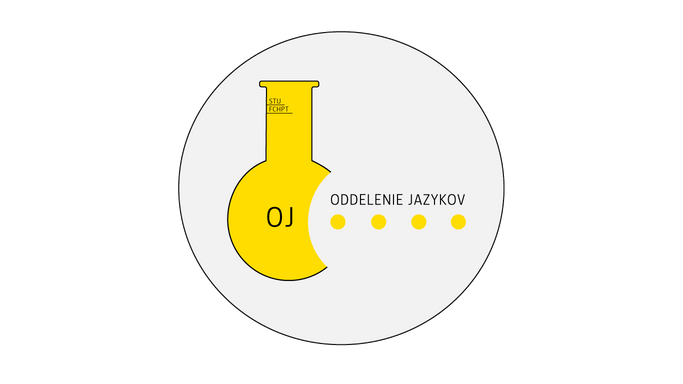 STU
FCHPT
OJ
ODDELENIE JAZYKOV